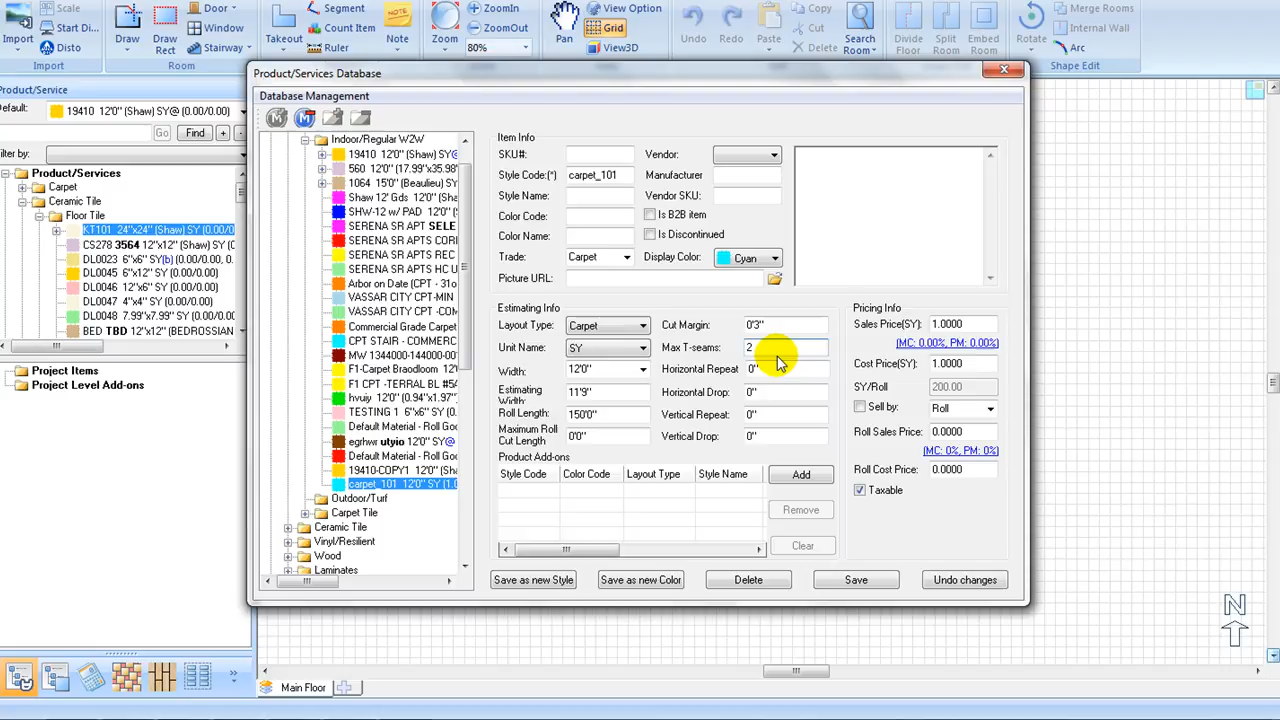 Import
Scale
Start Di...
Disto
Import
Draw
Draw Rect
Door
Window
Stairway
Room
Takeout
Segment
Count Item
Ruler
Note
Zoom
ZoomIn
ZoomOut
80%
Pan
View Option
Grid
View3D
Undo
Redo
Paste
Copy
Cut
Delete
Search Room
Divide Floor
Split Room
Embed Room
Rotate
Merge Rooms
Internal Wall
Arc
Shape Edit
Product/Service
Default:
19410 12'0" (Shaw) SY@ (0.00/0.00)
Go
Find
+
-
Filter by:
Product/Services
Carpet
Ceramic Tile
Floor Tile
KT101 24"x24" (Shaw) SY (0.00/0.00)
CS278 3564 12"x12" (BEDROSIAN
DL0023 6"x6" SY(b) (0.00/0.00,
DL0045 6"x12" SY (0.00/0.00)
DL0047 4"x4" SY (0.00/0.00)
DL0058 7.99"x7.99" SY (0.00/0.00)
BED TBD 12"x12" (BEDROSSIAN
Project Items
Project Level Add-ons
Product/Services Database
Database Management
Indoor/Regular W2W
19410 12'0" (Shaw) SY@
560 12'0" (17.99"x35.98"
1064 15'0" (Beaulieu) SY(
Shaw 12' Gds 12'0" (Shaw)
SHW-12 w/ PAD 12'0" (
SERENA SR APT SELE
SERENA SR APTS CORI
SERENA SR APTS REC
SERENA SR APTS HC U
Arbor on Date (CPT - 31o
VASSAR CITY CPT-MIN
VASSAR CITY CPT -COM
Commercial Grade Carpet
CPT STAIR - COMMERC
MW 1344000-144000-00
F1-Carpet Broadloom 12'0"
F1 CPT -TERRAL BL #5A
hvuiy 12'0" (0.94"x1.97"
TESTING 1 6"x6" SY (0
Default Material - Roll Goo
egrhwr utyio 12'0" SY@
Default Material - Roll Goo
19410-COPY1 12'0" (Sha
carpet_101 12'0" SY (1.0
Outdoor/Turf
Carpet Tile
Ceramic Tile
Vinyl/Resilient
Wood
Laminates
Item Info
SKU#:
Vendor:
Style Code:(*) carpet_101
Manufacturer
Style Name:
Vendor SKU:
Color Code:
Is B2B item
Color Name:
Is Discontinued
Trade: Carpet
Display Color: Cyan
Picture URL:
Estimating Info
Layout Type: Carpet
Cut Margin: 0'3"
Unit Name: SY
Max T-seams: 2
Width: 12'0"
Horizontal Repeat 0"
Estimating Width: 11'9"
Horizontal Drop: 0"
Roll Length: 150'0"
Vertical Repeat: 0"
Maximum Roll Cut Length 0'0"
Vertical Drop: 0"
Product Add-ons
Style Code Color Code Layout Type Style Name
Add
Remove
Clear
Pricing Info
Sales Price(SY): 1.0000
(MC: 0.00%, PM: 0.00%)
Cost Price(SY): 1.0000
SY/Roll 200.00
Sell by: Roll
Roll Sales Price: 0.0000
(MC: 0%, PM: 0%)
Roll Cost Price: 0.0000
Taxable
Save as new Style
Save as new Color
Delete
Save
Undo changes
Main Floor
N